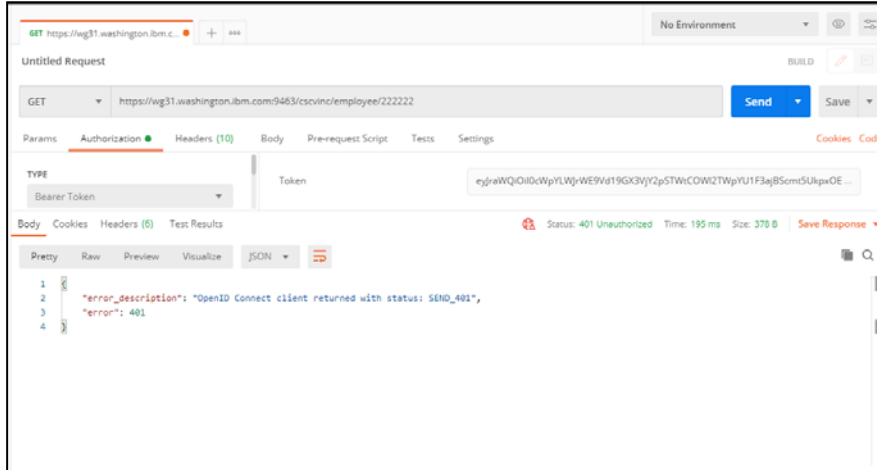 GET https://wg31.washington.ibm.c...
No Environment
Untitled Request
BUILD
GET https://wg31.washington.ibm.com:9463/cscvinc/employee/222222 Send Save
Params Authorization Headers (10) Body Pre-request Script Tests Settings Cookies Cod
TYPE
Bearer Token
Token
Body Cookies Headers (6) Test Results Status: 401 Unauthorized Time: 195 ms Size: 378 B Save Response
Pretty Raw Preview Visualize JSON
1 {
2 "error_description": "OpenID Connect client returned with status: SEND_401",
3 "error": 401
4 }